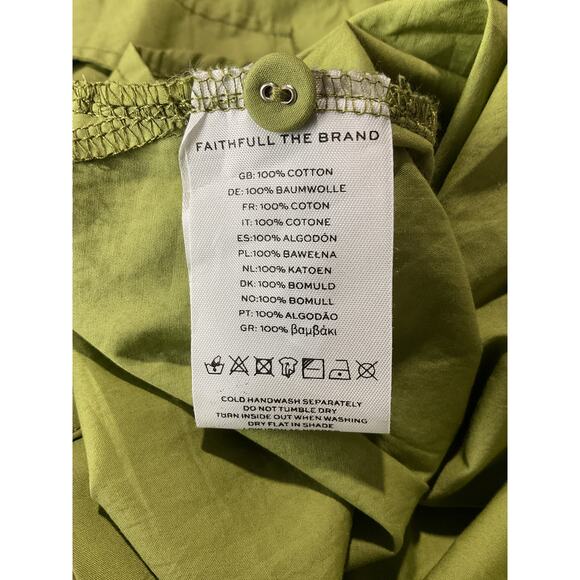 FAITHFULL THE BRAND
GB: 100% COTTON
DE: 100% BAUMWOLLE
FR: 100% COTON
IT: 100% COTONE
ES:100% ALGODÓN
PL: 100% BAWEŁNA
NL:100% KATOEN
DK: 100% BOMULD
NO:100% BOMULL
PT: 100% ALGODÃO
GR: 100% βαμβάκι
COLD HANDWASH SEPARATELY
DO NOT TUMBLE DRY
TURN INSIDE OUT WHEN WASHING
DRY FLAT IN SHADE